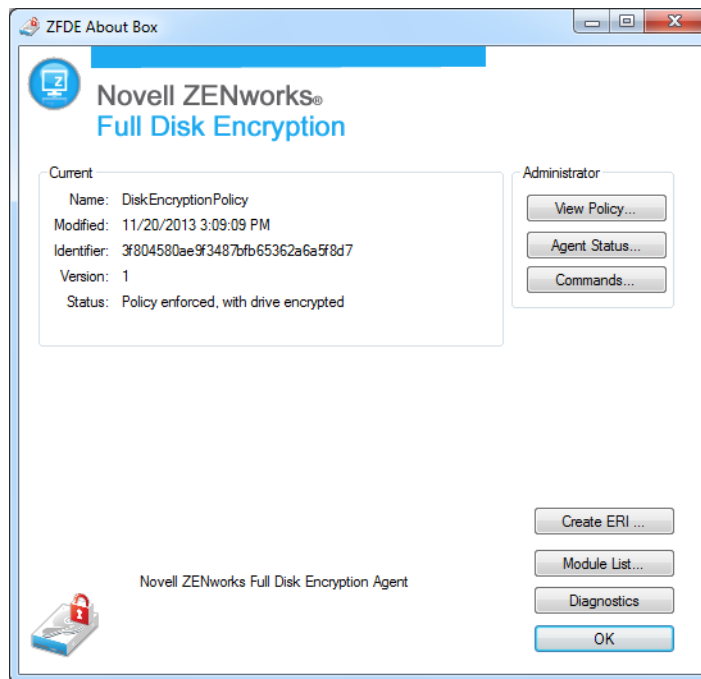 ZFDE About Box
Z
Novell ZENworks®
Full Disk Encryption
Current
Name: DiskEncryptionPolicy
Modified: 11/20/2013 3:09:09 PM
Identifier: 3f804580ae9f3487bfb65362a6a5f8d7
Version: 1
Status: Policy enforced, with drive encrypted
Administrator
View Policy...
Agent Status...
Commands...
Create ERI ...
Module List...
Novell ZENworks Full Disk Encryption Agent
Diagnostics
OK